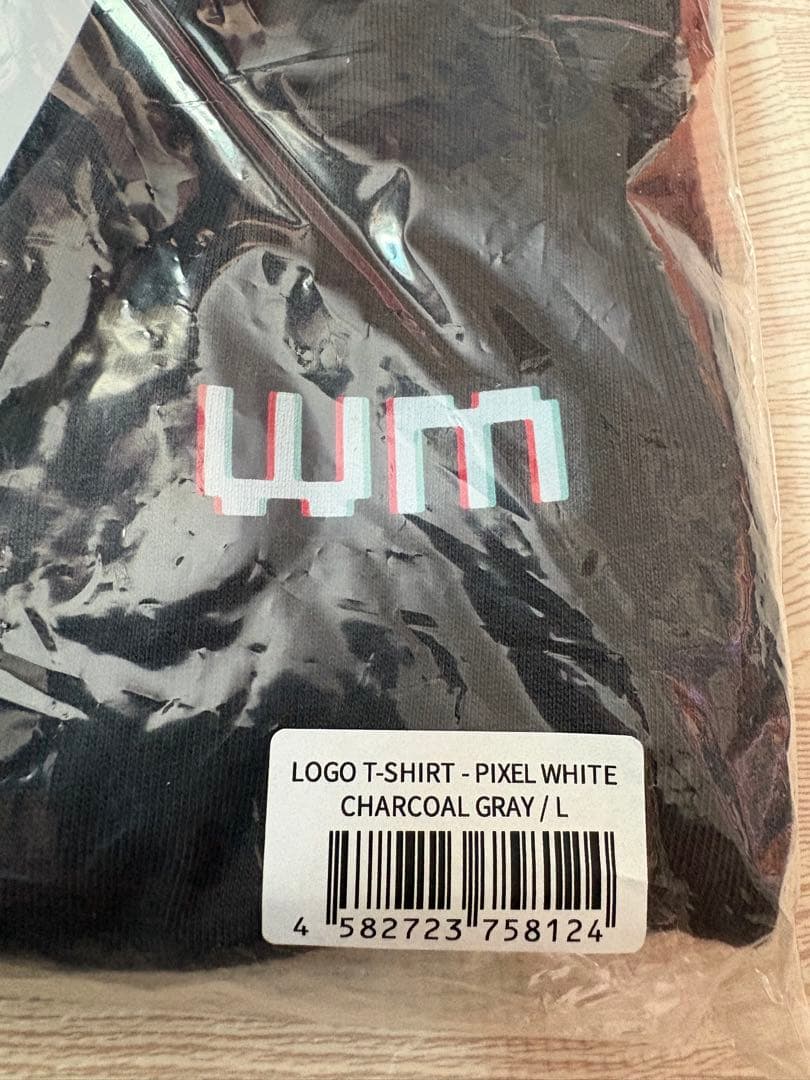 wm
LOGO T-SHIRT - PIXEL WHITE
CHARCOAL GRAY / L
4 582723 758124